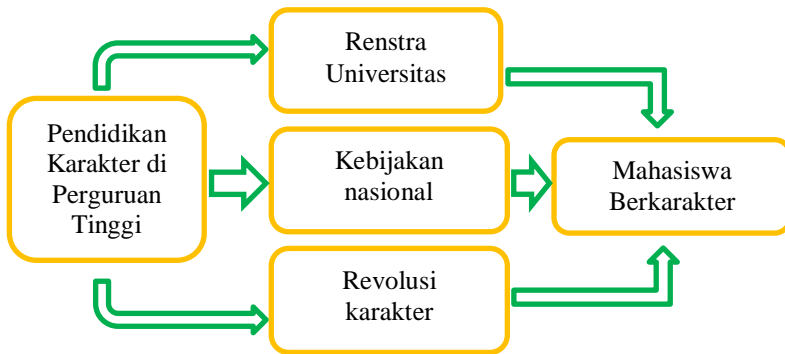 Pendidikan
Karakter di
Perguruan
Tinggi
Renstra
Universitas
Kebijakan
nasional
Revolusi
karakter
Mahasiswa
Berkarakter